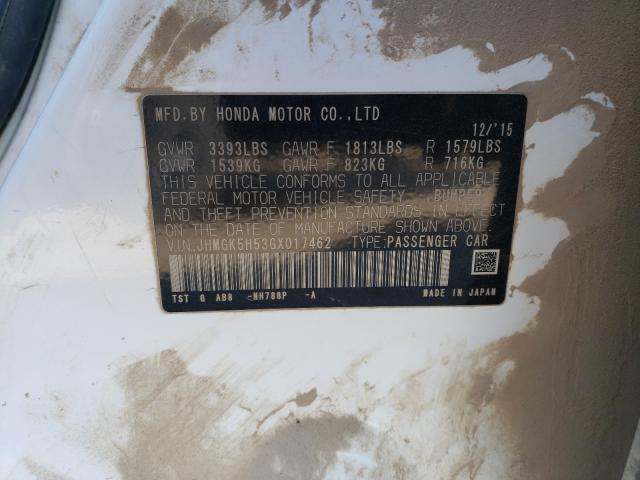 MFD.BY HONDA MOTOR CO.,LTD
12/'15
GVWR 3393LBS GAWR F 1813LBS R 1579LBS
GVWR 1539KG GAWR F 823KG R 716KG
THIS VEHICLE CONFORMS TO ALL APPLICABLE
FEDERAL MOTOR VEHICLE SAFETY, BUMPER,
AND THEFT PREVENTION STANDARDS IN EFFECT
ON THE DATE OF MANUFACTURE SHOWN ABOVE.
V.I.N.:JHMGK5H53GX017462 TYPE:PASSENGER CAR
TST G AB8 -NH788P -A MADE IN JAPAN